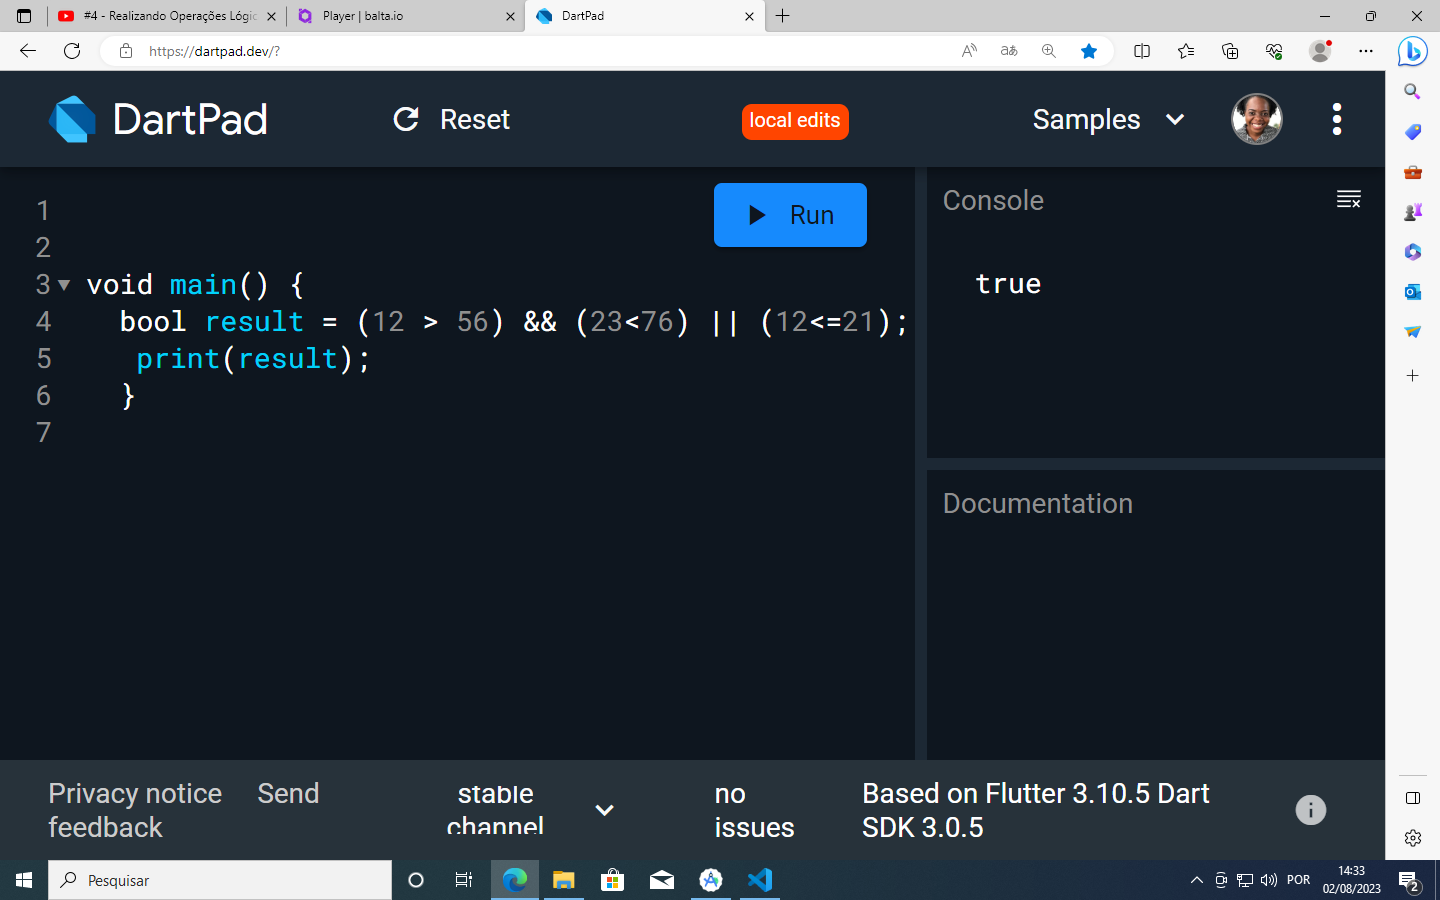 #4 - Realizando Operações Lógic
Player | balta.io
DartPad
https://dartpad.dev/?
DartPad
Reset
local edits
Samples
Run
Console
1
2
3 void main() {
4 bool result = (12 > 56) && (23<76) || (12<=21);
5 print(result);
6 }
7
true
Documentation
Privacy notice
Send
feedback
stable
channel
no
issues
Based on Flutter 3.10.5 Dart
SDK 3.0.5
Pesquisar
POR
14:33
02/08/2023
2